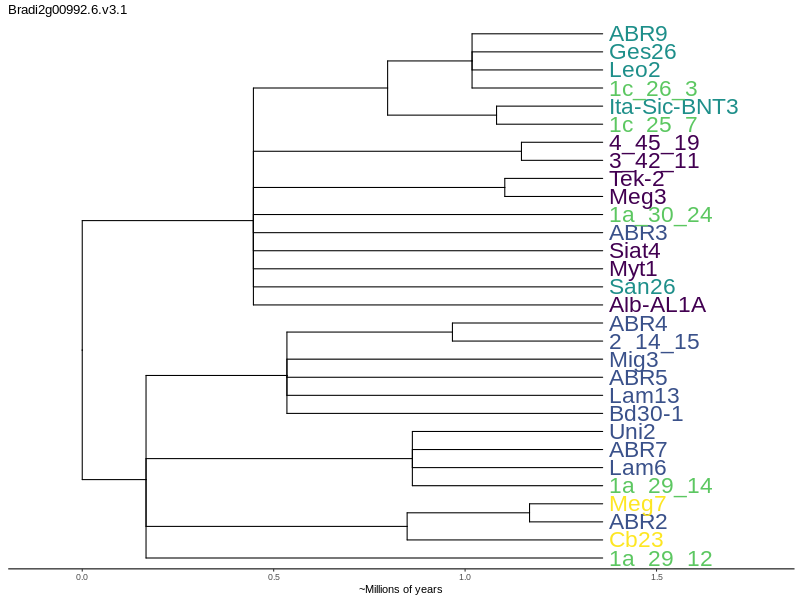 Bradi2g00992.6.v3.1
ABR9
Ges26
Leo2
1c_26_3
Ita-Sic-BNT3
1c_25_7
4_45_19
3_42_11
Tek-2
Meg3
1a_30_24
ABR3
Siat4
Myt1
San26
Alb-AL1A
ABR4
2_14_15
Mig3
ABR5
Lam13
Bd30-1
Uni2
ABR7
Lam6
1a_29_14
Meg7
ABR2
Cb23
1a_29_12
0.0 0.5 1.0 1.5
~Millions of years